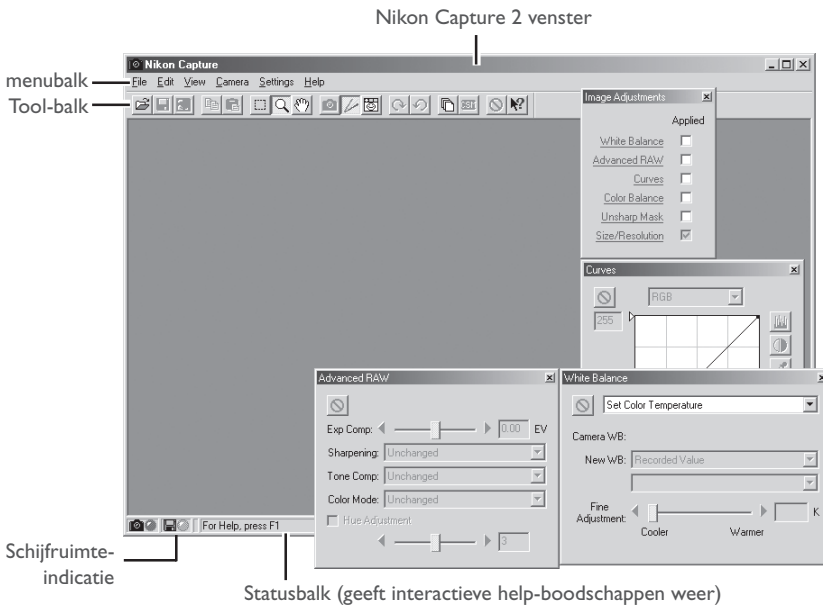 Nikon Capture 2 venster
Nikon Capture
menubalk
File Edit View Camera Settings Help
Tool-balk
Image Adjustments
Applied
White Balance
Advanced RAW
Curves
Color Balance
Unsharp Mask
Size/Resolution
Curves
RGB
255
Advanced RAW
Exp Comp: 0.00 EV
Sharpening: Unchanged
Tone Comp: Unchanged
Color Mode: Unchanged
Hue Adjustment
3
White Balance
Set Color Temperature
Camera WB:
New WB: Recorded Value
Fine
Adjustment: K
Cooler Warmer
For Help, press F1
Schijfruimte-
indicatie
Statusbalk (geeft interactieve help-boodschappen weer)